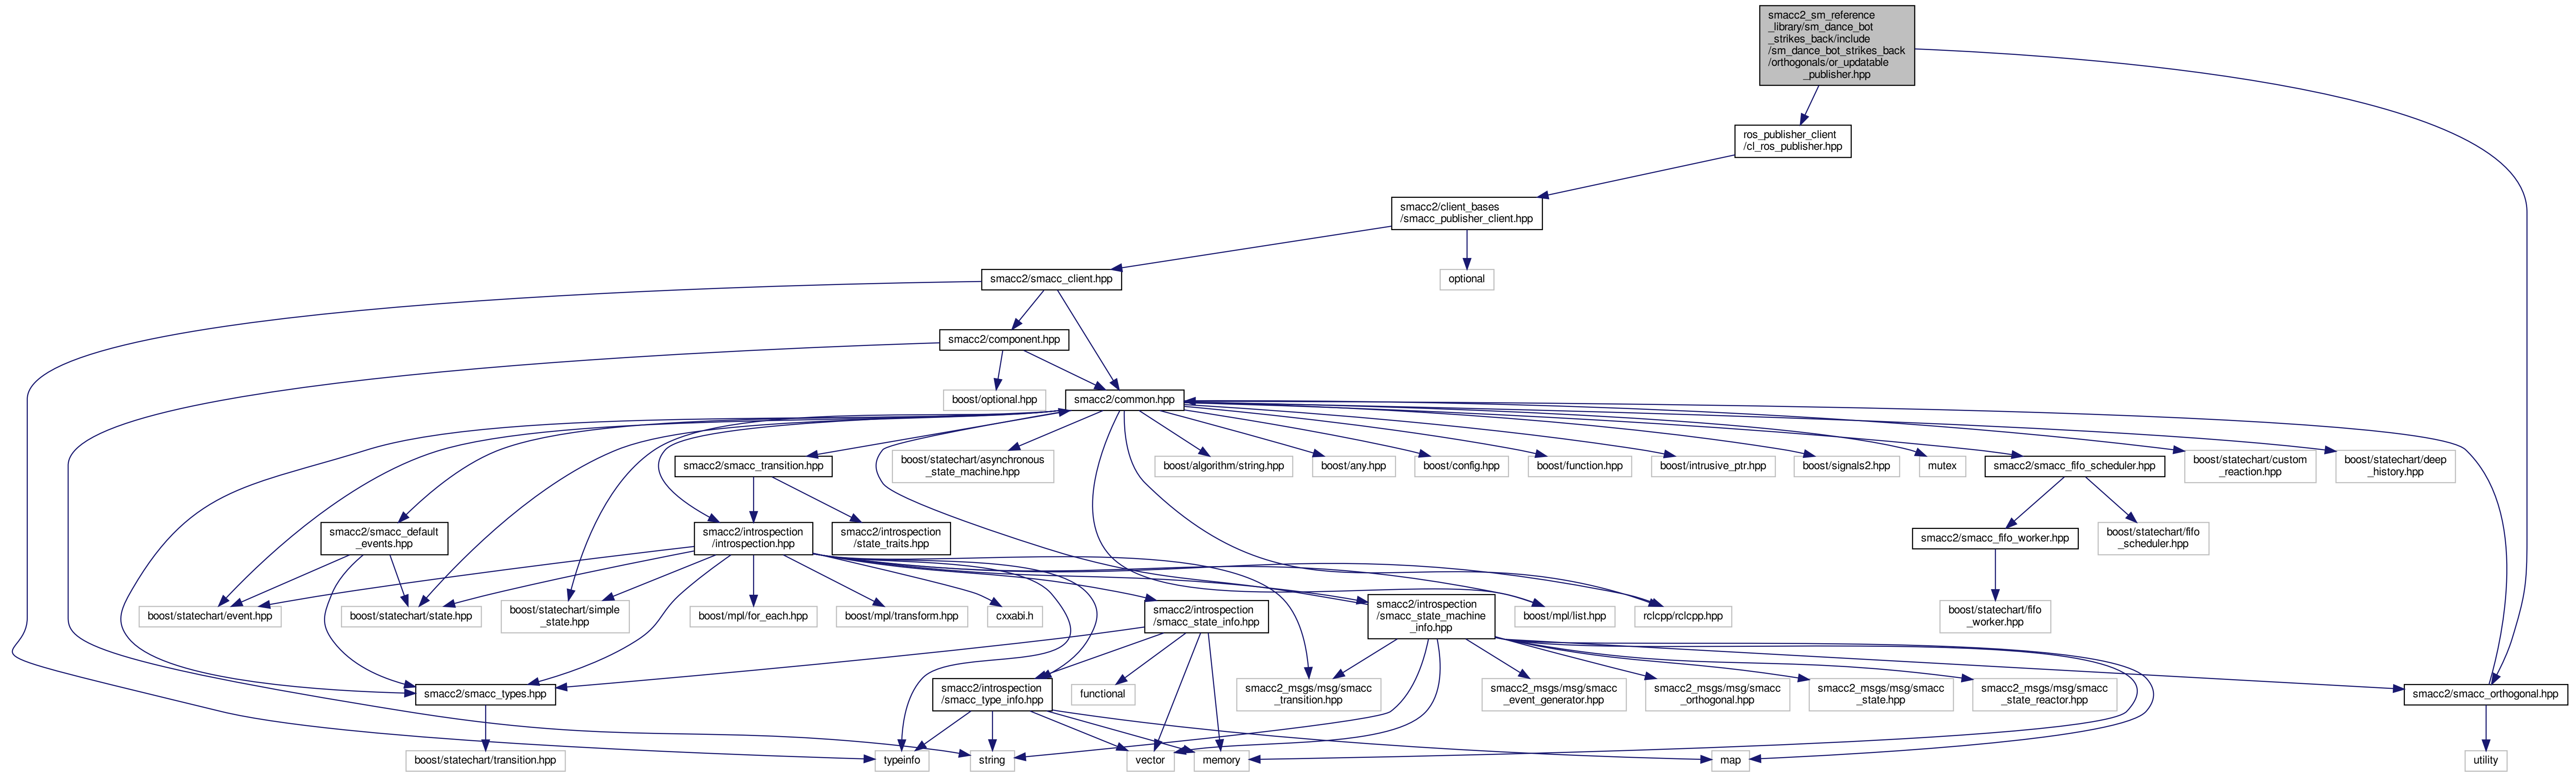 smacc2_sm_reference
_library/sm_dance_bot
_strikes_back/include
/sm_dance_bot_strikes_back
/orthogonals/or_updatable
_publisher.hpp
ros_publisher_client
/cl_ros_publisher.hpp
smacc2/client_bases
/smacc_publisher_client.hpp
smacc2/smacc_client.hpp
optional
smacc2/component.hpp
boost/optional.hpp
smacc2/common.hpp
smacc2/smacc_transition.hpp
boost/statechart/asynchronous
_state_machine.hpp
boost/algorithm/string.hpp
boost/any.hpp
boost/config.hpp
boost/function.hpp
boost/intrusive_ptr.hpp
boost/signals2.hpp
mutex
smacc2/smacc_fifo_scheduler.hpp
boost/statechart/custom
_reaction.hpp
boost/statechart/deep
_history.hpp
smacc2/smacc_default
_events.hpp
smacc2/introspection
/introspection.hpp
smacc2/introspection
/state_traits.hpp
smacc2/smacc_fifo_worker.hpp
boost/statechart/fifo
_scheduler.hpp
boost/statechart/event.hpp
boost/statechart/state.hpp
boost/statechart/simple
_state.hpp
boost/mpl/for_each.hpp
boost/mpl/transform.hpp
cxxabi.h
smacc2/introspection
/smacc_state_info.hpp
smacc2/introspection
/smacc_state_machine
_info.hpp
boost/mpl/list.hpp
rclcpp/rclcpp.hpp
boost/statechart/fifo
_worker.hpp
smacc2/smacc_types.hpp
smacc2/introspection
/smacc_type_info.hpp
functional
smacc2_msgs/msg/smacc
_transition.hpp
smacc2_msgs/msg/smacc
_event_generator.hpp
smacc2_msgs/msg/smacc
_orthogonal.hpp
smacc2_msgs/msg/smacc
_state.hpp
smacc2_msgs/msg/smacc
_state_reactor.hpp
smacc2/smacc_orthogonal.hpp
boost/statechart/transition.hpp
typeinfo
string
vector
memory
map
utility